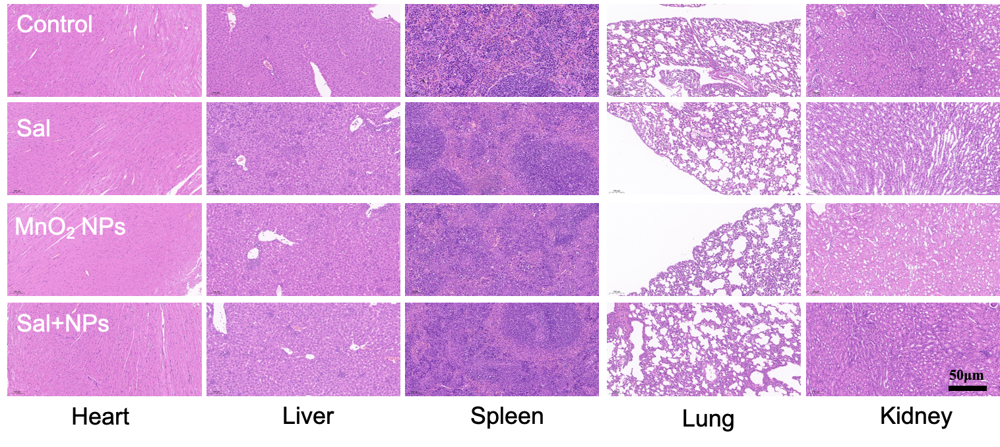 Control
Sal
MnO₂ NPs
Sal+NPs
50μm
Heart
Liver
Spleen
Lung
Kidney